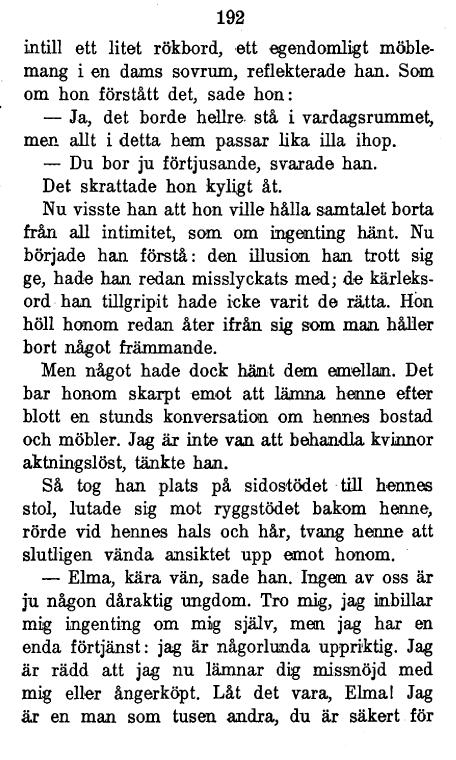 192
intill ett litet rökbord, ett egendomligt möble-
mang i en dams sovrum, reflekterade han. Som
om hon förstått det, sade hon:
— Ja, det borde hellre stå i vardagsrummet,
men allt i detta hem passar lika illa ihop.
— Du bor ju förtjusande, svarade han.
Det skrattade hon kyligt åt.
Nu visste han att hon ville hålla samtalet borta
från all intimitet, som om ingenting hänt. Nu
började han förstå: den illusion han trott sig
ge, hade han redan misslyckats med; de kärleks-
ord han tillgripit hade icke varit de rätta. Hon
höll honom redan åter ifrån sig som man håller
bort något främmande.
Men något hade dock hänt dem emellan. Det
bar honom skarpt emot att lämna henne efter
blott en stunds konversation om hennes bostad
och möbler. Jag är inte van att behandla kvinnor
aktningslöst, tänkte han.
Så tog han plats på sidostödet till hennes
stol, lutade sig mot ryggstödet bakom henne,
rörde vid hennes hals och hår, tvang henne att
slutligen vända ansiktet upp emot honom.
— Elma, kära vän, sade han. Ingen av oss är
ju någon dåraktig ungdom. Tro mig, jag inbillar
mig ingenting om mig själv, men jag har en
enda förtjänst: jag är någorlunda uppriktig. Jag
är rädd att jag nu lämnar dig missnöjd med
mig eller ångerköpt. Låt det vara, Elma! Jag
är en man som tusen andra, du är säkert för